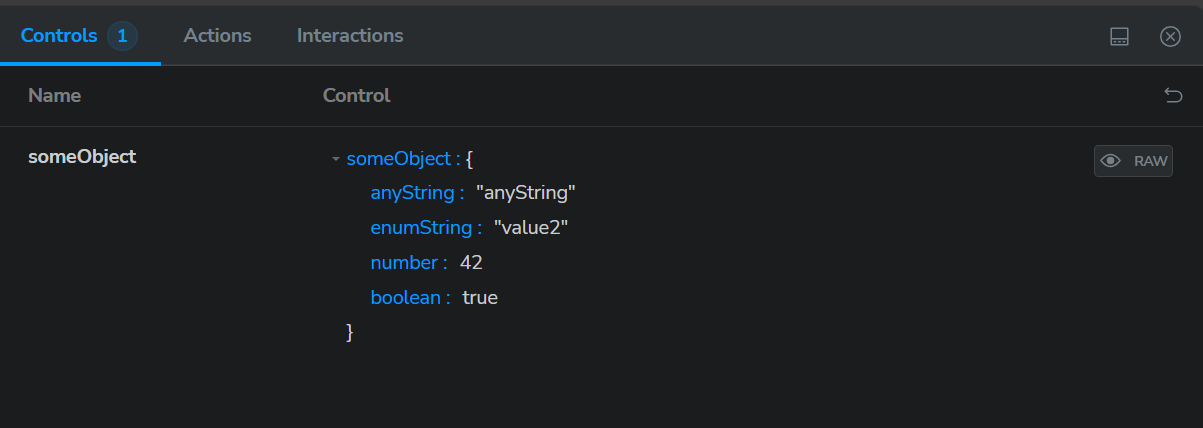 Controls 1 Actions Interactions
Name Control
someObject someObject : { RAW
anyString : "anyString"
enumString : "value2"
number : 42
boolean : true
}